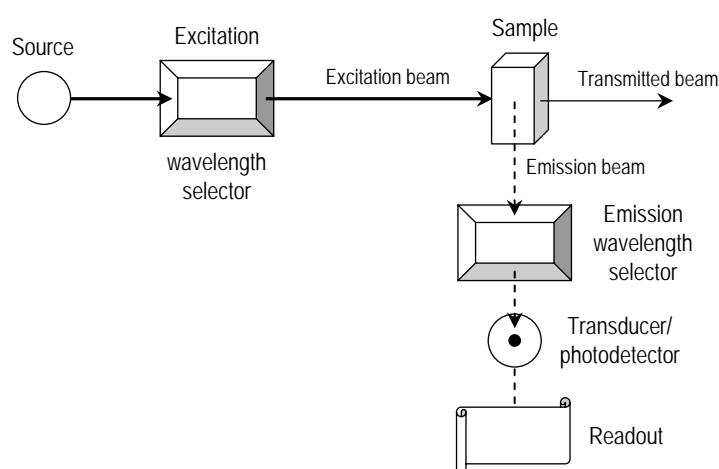 Source
Excitation
wavelength
selector
Excitation beam
Sample
Transmitted beam
Emission beam
Emission
wavelength
selector
Transducer/
photodetector
Readout